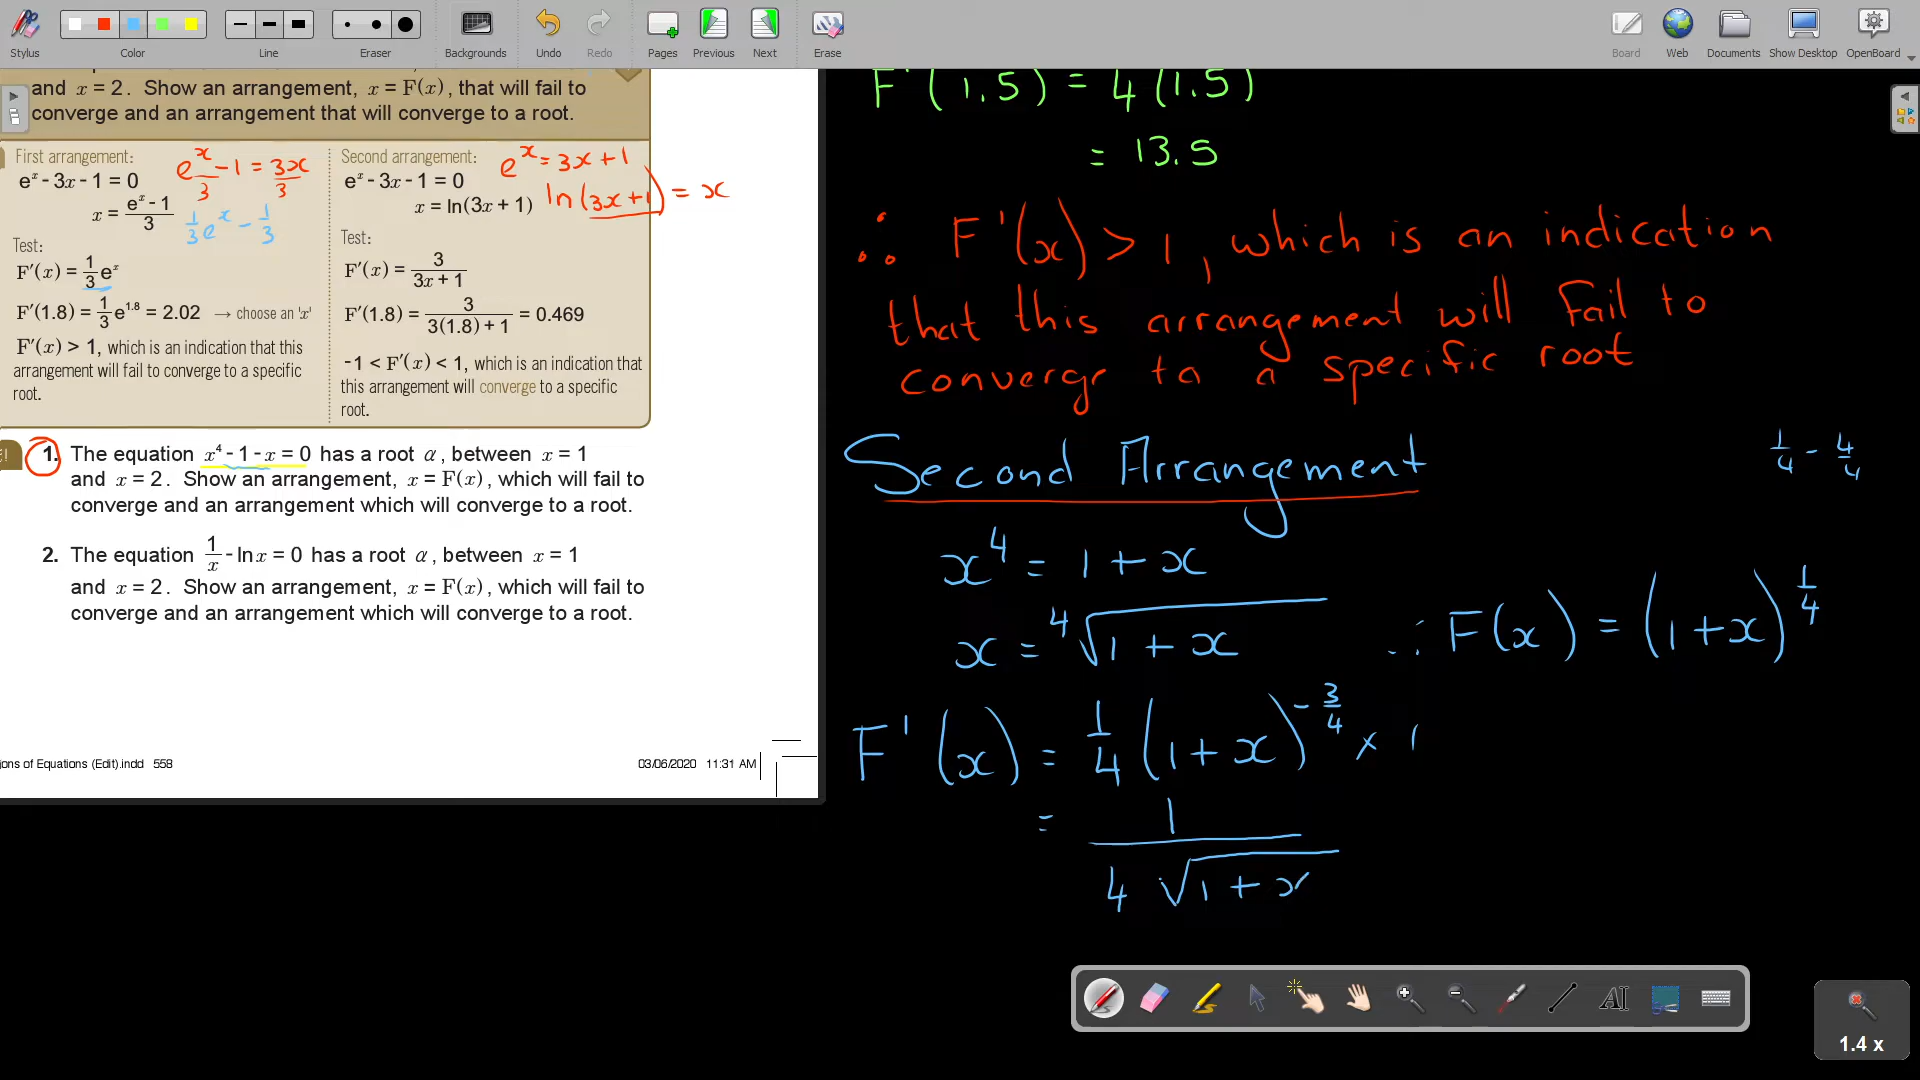 Stylus
Color
Line
Eraser
Backgrounds
Undo
Redo
Pages
Previous
Next
Erase
Board
Web
Documents
Show Desktop
OpenBoard
and x = 2. Show an arrangement, x = F(x), that will fail to
converge and an arrangement that will converge to a root.
First arrangement:
eˣ - 3x - 1 = 0
x = (eˣ - 1)/3
eˣ/3 - 1 = 3x/3
1/3 eˣ - 1/3
Test:
F′(x) = 1/3 eˣ
F′(1.8) = 1/3 e^1.8 = 2.02 → choose an 'x'
F′(x) > 1, which is an indication that this
arrangement will fail to converge to a specific
root.
Second arrangement:
eˣ - 3x - 1 = 0
x = ln(3x + 1)
eˣ = 3x + 1
ln(3x+1) = x
Test:
F′(x) = 3/(3x + 1)
F′(1.8) = 3/(3(1.8) + 1) = 0.469
-1 < F′(x) < 1, which is an indication that
this arrangement will converge to a specific
root.
1. The equation x⁴ - 1 - x = 0 has a root α, between x = 1
and x = 2. Show an arrangement, x = F(x), which will fail to
converge and an arrangement which will converge to a root.
2. The equation 1/x - lnx = 0 has a root α, between x = 1
and x = 2. Show an arrangement, x = F(x), which will fail to
converge and an arrangement which will converge to a root.
ons of Equations (Edit).indd 558
03/06/2020 11:31 AM
F'(1.5) = 4(1.5)
= 13.5
∴ F'(x) > 1, which is an indication
that this arrangement will fail to
converge to a specific root
Second Arrangement
1/4 - 4/4
x⁴ = 1 + x
x = ⁴√1 + x
∴ F(x) = (1+x)^1/4
F'(x) = 1/4 (1+x)^-3/4 × 1
= 1/(4 √1+x
1.4 x